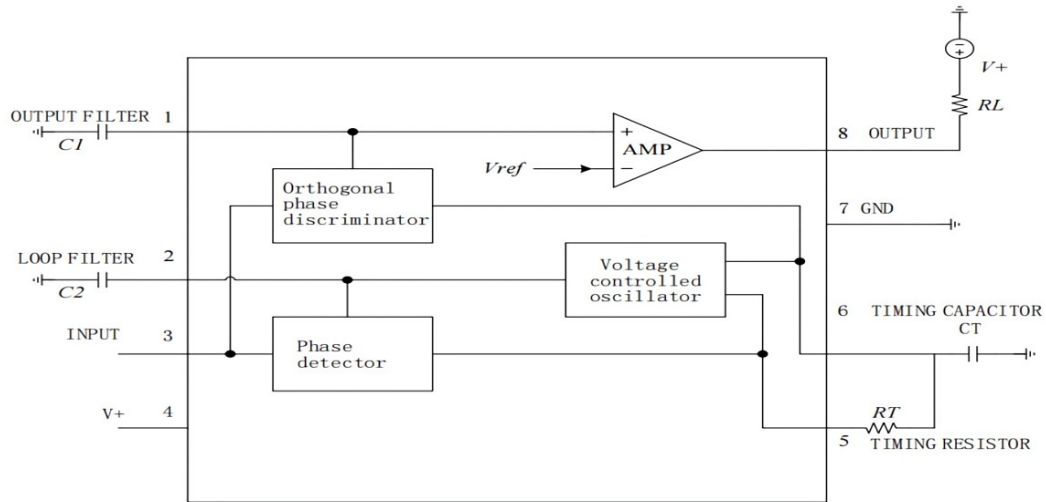 OUTPUT FILTER
C1
1
+
AMP
−
Vref
8 OUTPUT
− +
V+
RL
Orthogonal
phase
discriminator
7 GND
LOOP FILTER
C2
2
Voltage
controlled
oscillator
6 TIMING CAPACITOR
CT
INPUT
3
Phase
detector
V+
4
RT
5 TIMING RESISTOR